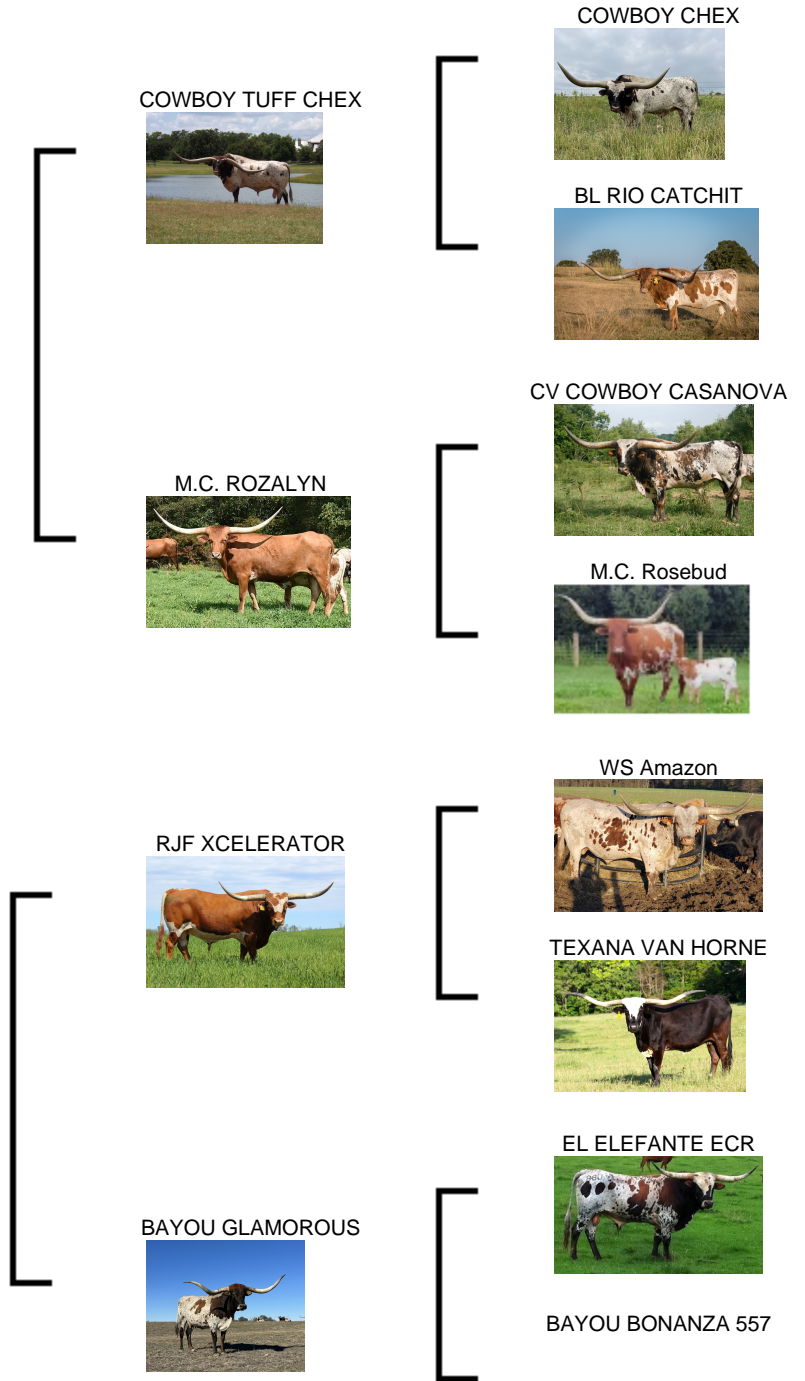 COWBOY CHEX
COWBOY TUFF CHEX
BL RIO CATCHIT
CV COWBOY CASANOVA
M.C. ROZALYN
M.C. Rosebud
WS Amazon
RJF XCELERATOR
TEXANA VAN HORNE
EL ELEFANTE ECR
BAYOU GLAMOROUS
BAYOU BONANZA 557